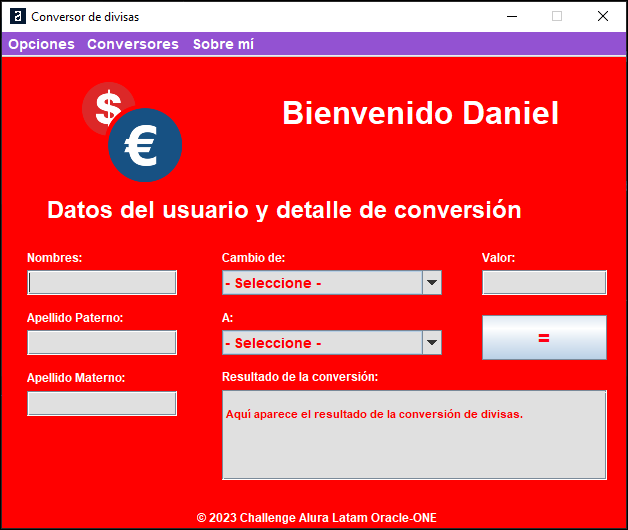 Conversor de divisas
Opciones Conversores Sobre mí
$
€
Bienvenido Daniel
Datos del usuario y detalle de conversión
Nombres: Cambio de: Valor:
- Seleccione -
Apellido Paterno: A:
- Seleccione - =
Apellido Materno: Resultado de la conversión:
Aquí aparece el resultado de la conversión de divisas.
© 2023 Challenge Alura Latam Oracle-ONE